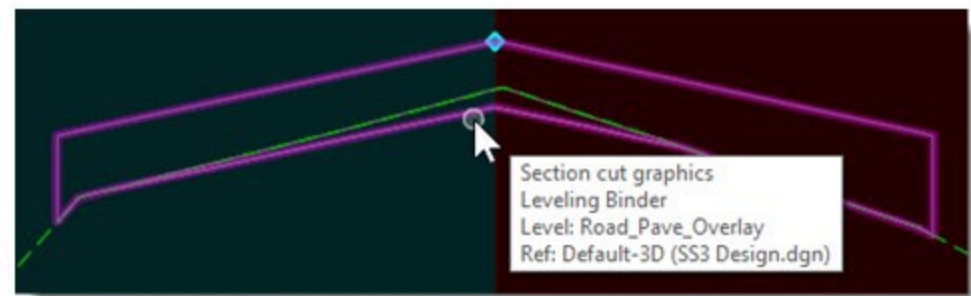 Section cut graphics
Leveling Binder
Level: Road_Pave_Overlay
Ref: Default-3D (SS3 Design.dgn)